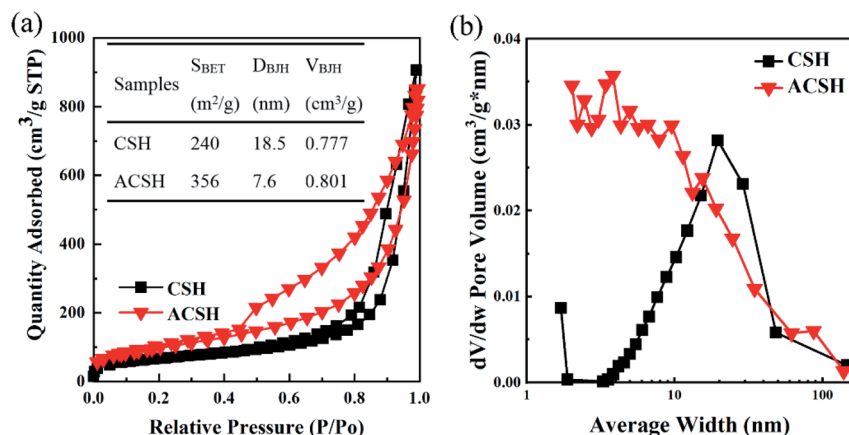 (a)
1000
800
600
400
200
0
Quantity Adsorbed (cm³/g STP)
S_BET D_BJH V_BJH
Samples
(m²/g) (nm) (cm³/g)
CSH 240 18.5 0.777
ACSH 356 7.6 0.801
CSH
ACSH
0.0 0.2 0.4 0.6 0.8 1.0
Relative Pressure (P/Po)
(b)
0.04
0.03
0.02
0.01
0.00
dV/dw Pore Volume (cm³/g*nm)
CSH
ACSH
1 10 100
Average Width (nm)